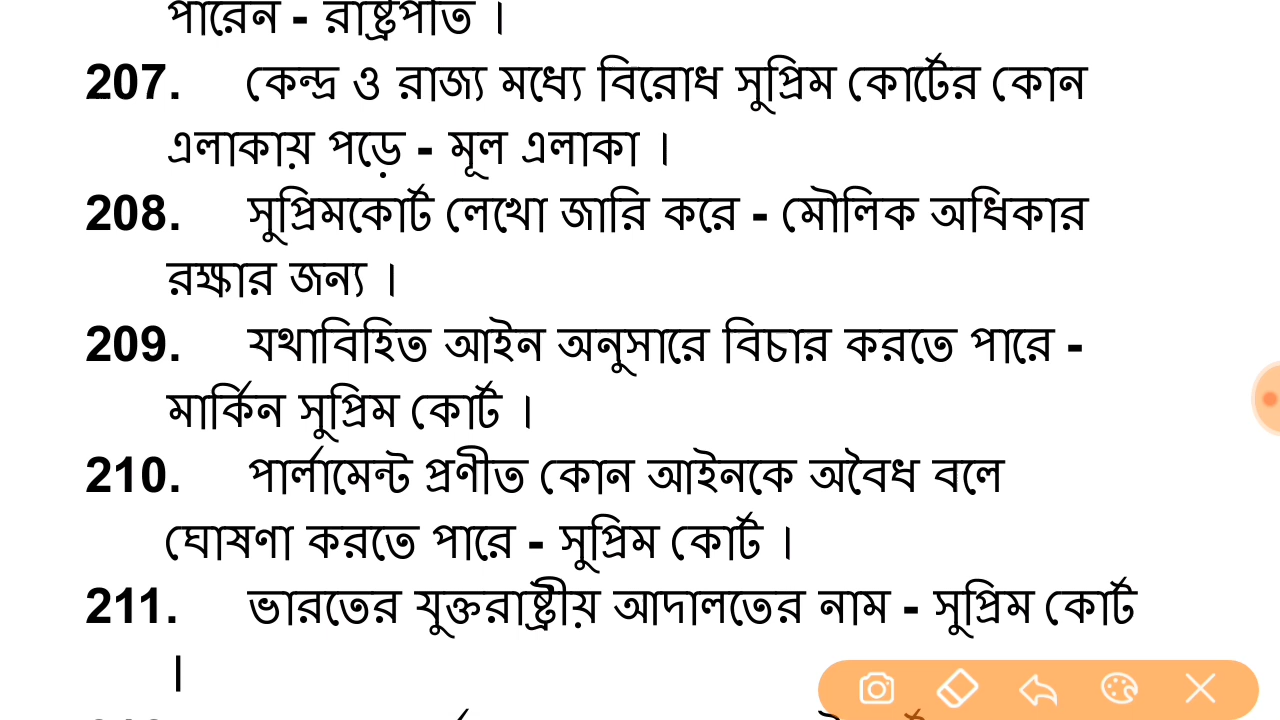 পারেন - রাষ্ট্রপতি ।
207. কেন্দ্র ও রাজ্য মধ্যে বিরোধ সুপ্রিম কোর্টের কোন
এলাকায় পড়ে - মূল এলাকা ।
208. সুপ্রিমকোর্ট লেখো জারি করে - মৌলিক অধিকার
রক্ষার জন্য ।
209. যথাবিহিত আইন অনুসারে বিচার করতে পারে -
মার্কিন সুপ্রিম কোর্ট ।
210. পার্লামেন্ট প্রণীত কোন আইনকে অবৈধ বলে
ঘোষণা করতে পারে - সুপ্রিম কোর্ট ।
211. ভারতের যুক্তরাষ্ট্রীয় আদালতের নাম - সুপ্রিম কোর্ট
।